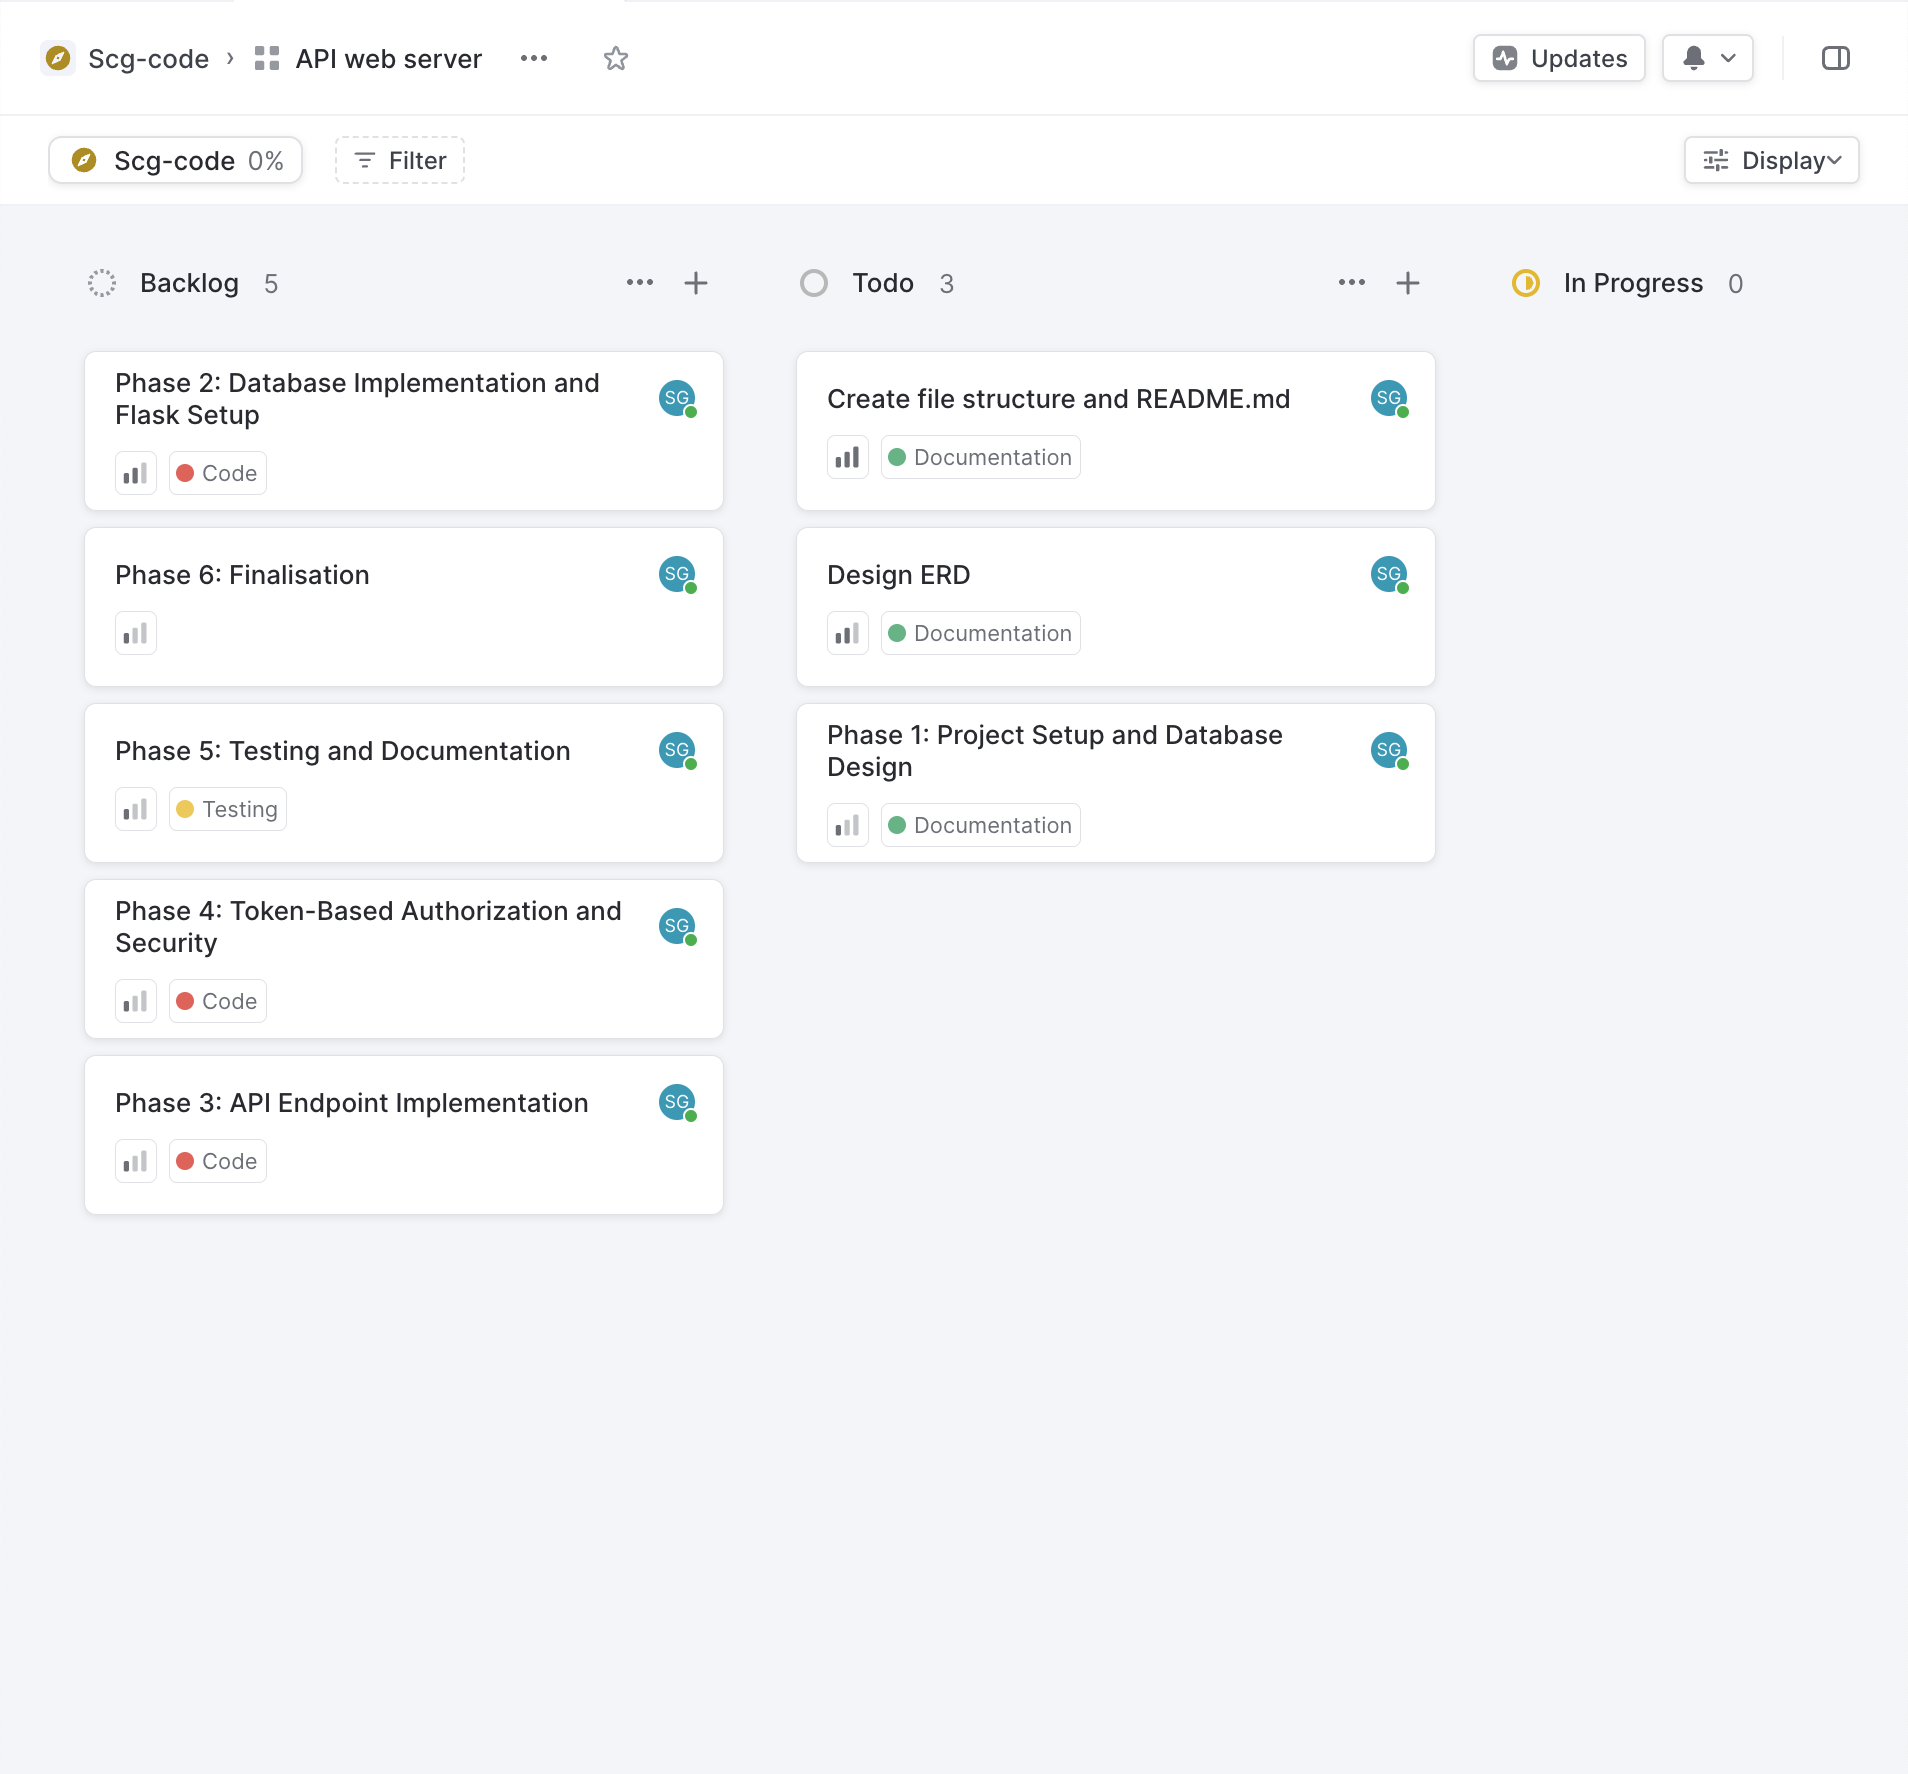 Scg-code › API web server
Updates
Scg-code 0%
Filter
Display
Backlog 5
Phase 2: Database Implementation and
Flask Setup
SG
Code
Phase 6: Finalisation
SG
Phase 5: Testing and Documentation
SG
Testing
Phase 4: Token-Based Authorization and
Security
SG
Code
Phase 3: API Endpoint Implementation
SG
Code
Todo 3
Create file structure and README.md
SG
Documentation
Design ERD
SG
Documentation
Phase 1: Project Setup and Database
Design
SG
Documentation
In Progress 0